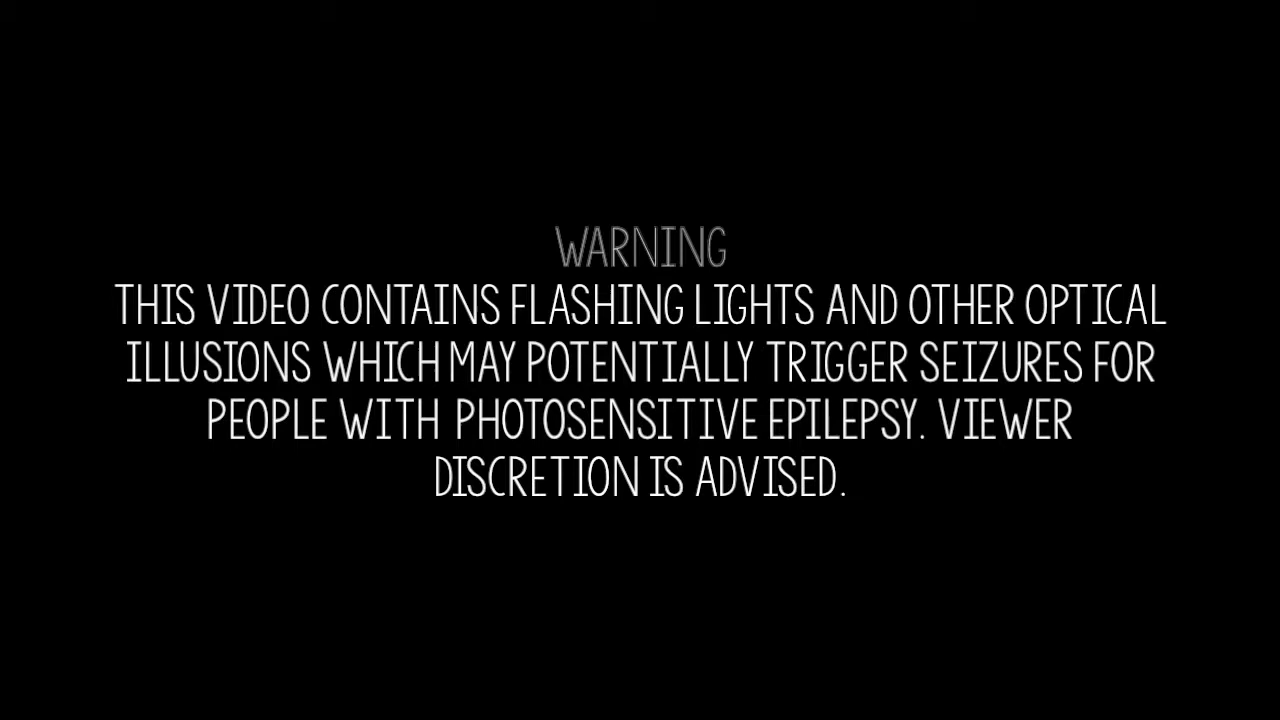 WARNING
THIS VIDEO CONTAINS FLASHING LIGHTS AND OTHER OPTICAL
ILLUSIONS WHICH MAY POTENTIALLY TRIGGER SEIZURES FOR
PEOPLE WITH PHOTOSENSITIVE EPILEPSY. VIEWER
DISCRETION IS ADVISED.